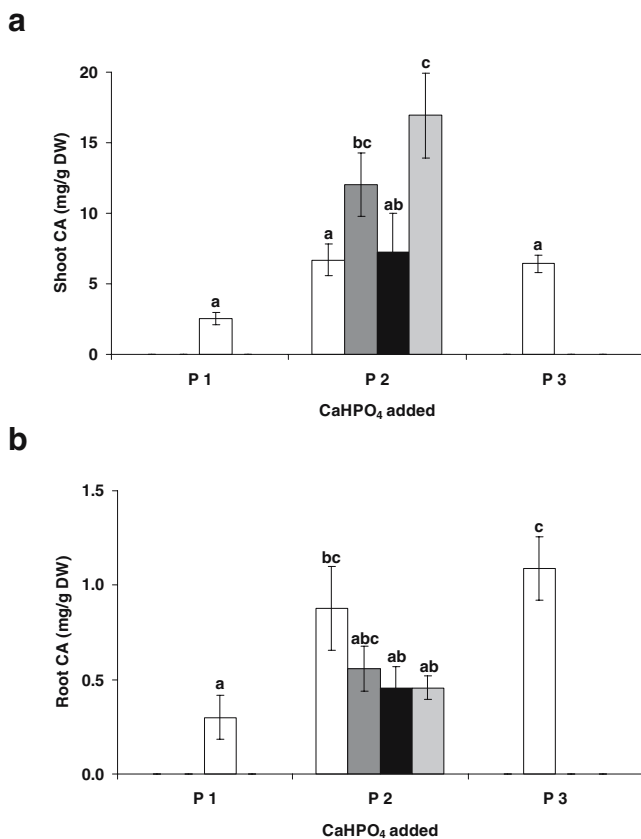 a
20
15
10
5
0
Shoot CA (mg/g DW)
a
a
bc
ab
c
a
P 1 P 2 P 3
CaHPO₄ added
b
1.5
1.0
0.5
0.0
Root CA (mg/g DW)
a
bc
abc
ab
ab
c
P 1 P 2 P 3
CaHPO₄ added